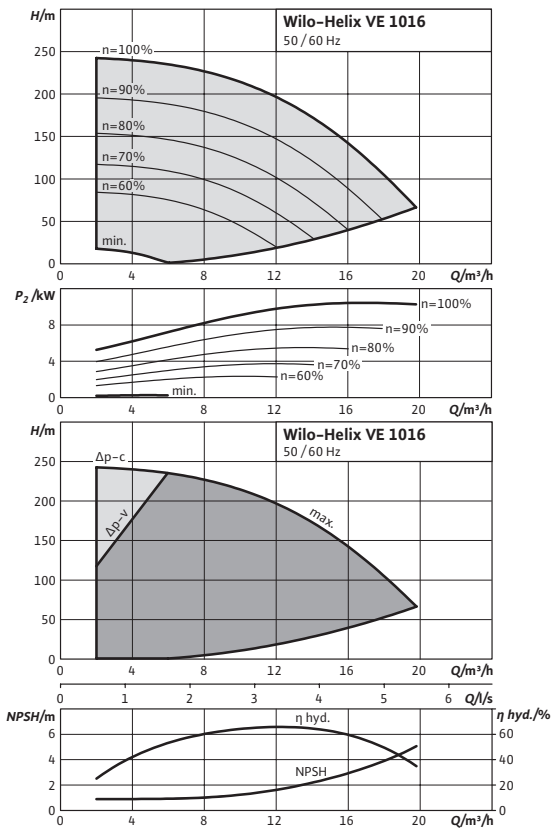 H/m
Wilo-Helix VE 1016
50 / 60 Hz
n=100%
250
200
n=90%
150
n=80%
n=70%
100
n=60%
50
min.
0
0 4 8 12 16 20 Q/m³/h
P₂ /kW
n=100%
8
n=90%
n=80%
4
n=70%
n=60%
min.
0
0 4 8 12 16 20 Q/m³/h
H/m
Wilo-Helix VE 1016
50 / 60 Hz
Δp-c
250
200
Δp-v
max.
150
100
50
0
0 4 8 12 16 20 Q/m³/h
0 1 2 3 4 5 6 Q/l/s
NPSH/m
η hyd./%
η hyd.
6 60
4 40
NPSH
2 20
0 0
0 4 8 12 16 20 Q/m³/h